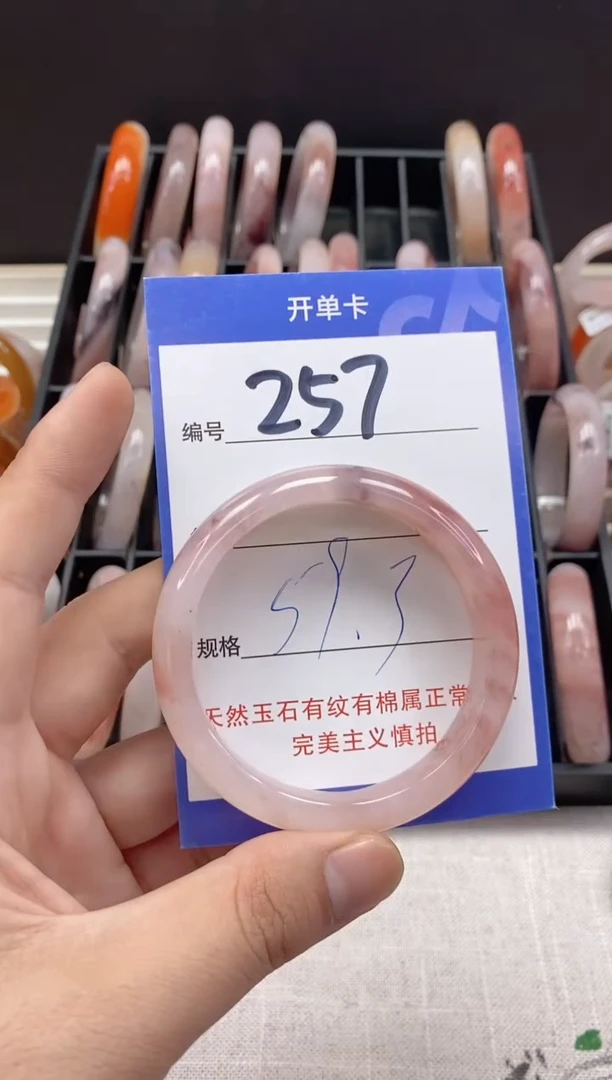 开单卡
编号 257
规格 59.3
天然玉石有纹有棉属正常
完美主义慎拍